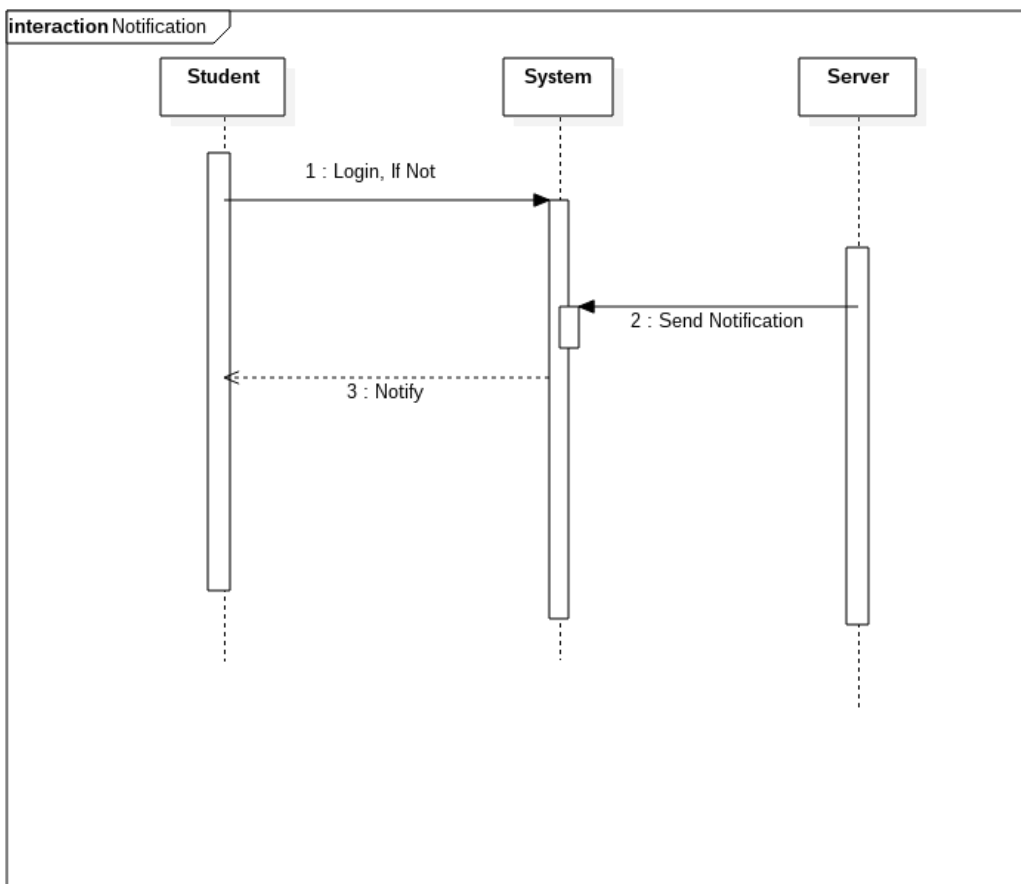 interaction Notification
Student
System
Server
1 : Login, If Not
2 : Send Notification
3 : Notify